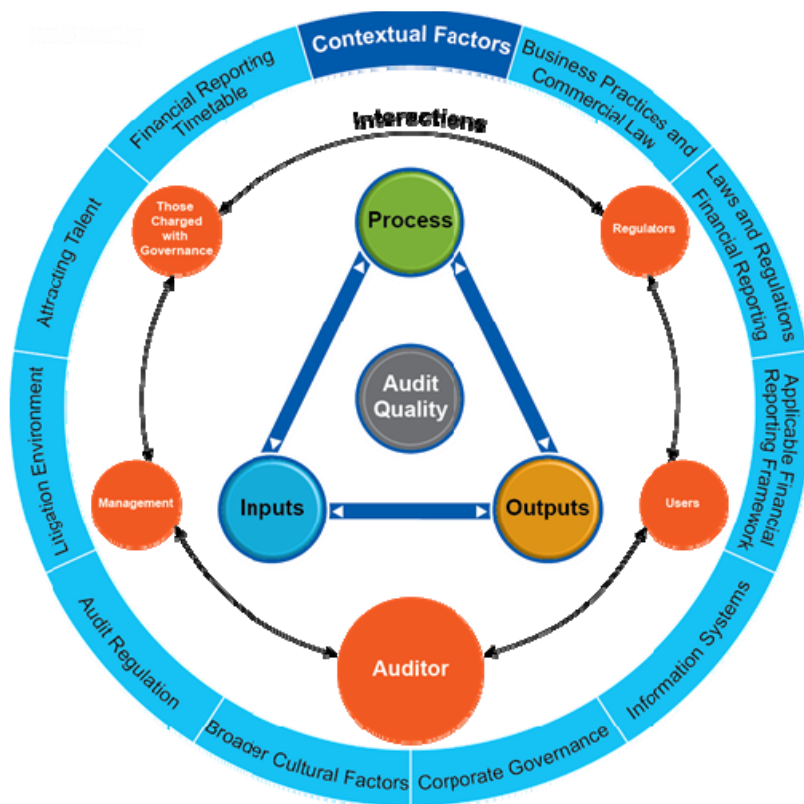 Contextual Factors
Business Practices and
Commercial Law
Laws and Regulations
Financial Reporting
Applicable Financial
Reporting Framework
Information Systems
Corporate Governance
Broader Cultural Factors
Audit Regulation
Litigation Environment
Attracting Talent
Financial Reporting
Timetable
Interactions
Those
Charged
with
Governance
Regulators
Management
Users
Auditor
Process
Audit
Quality
Inputs
Outputs